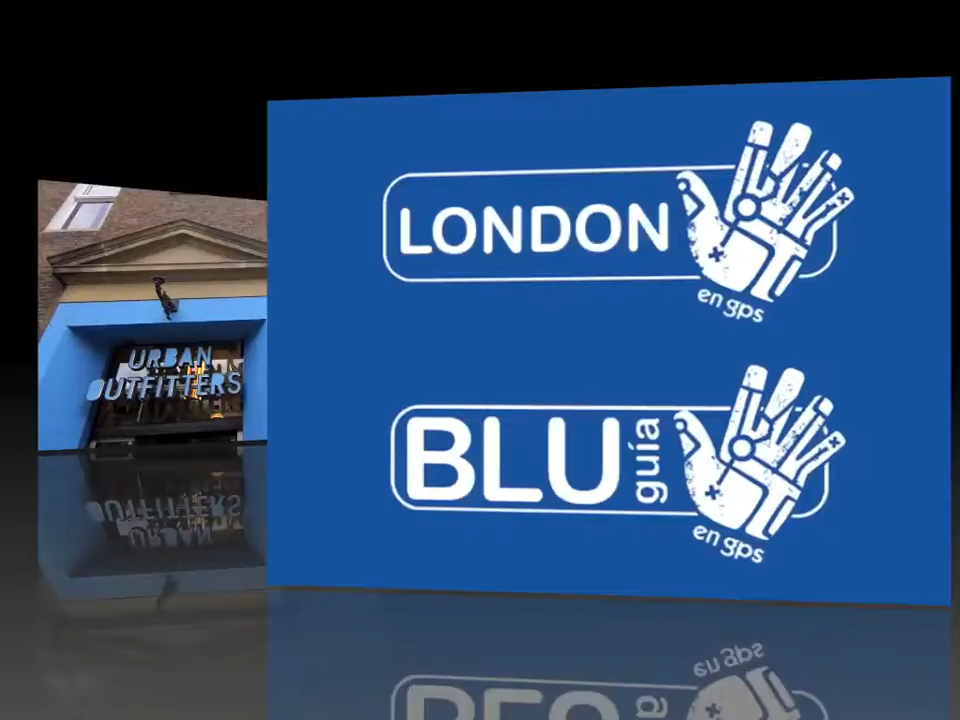 URBAN
OUTFITTERS
LONDON
en gps
BLU
guía
en gps